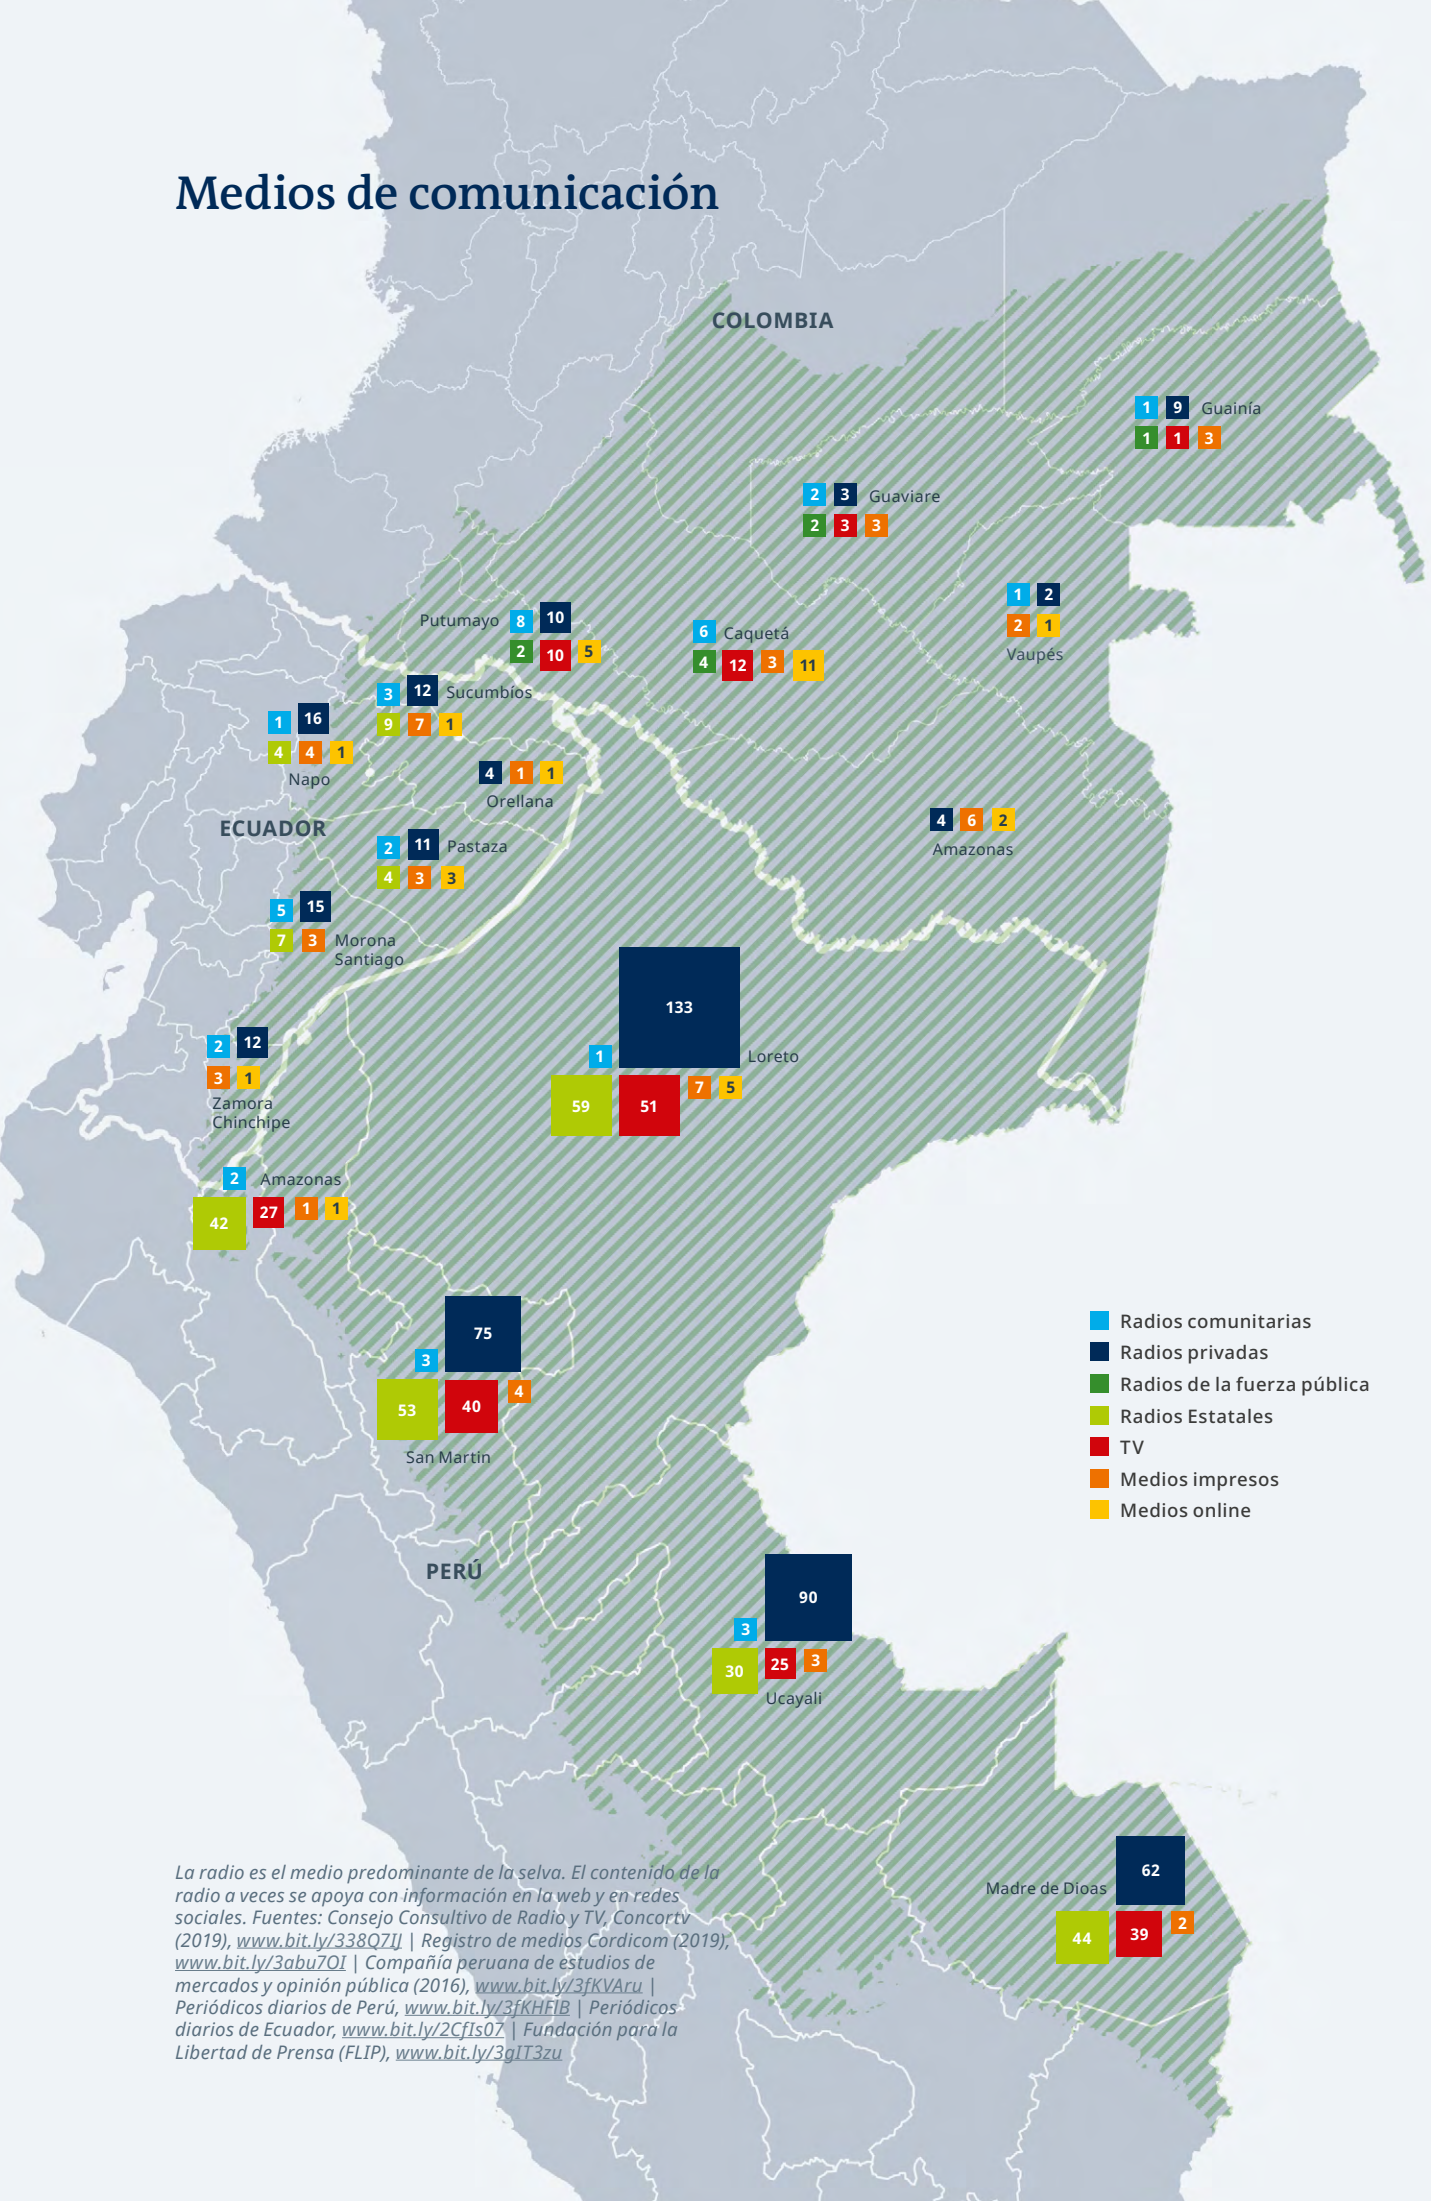 Medios de comunicación
COLOMBIA
1 9 Guainía
1 1 3
2 3 Guaviare
2 3 3
1 2
2 1
Vaupés
Putumayo 8 10
2 10 5
6 Caquetá
4 12 3 11
3 12 Sucumbíos
9 7 1
1 16
4 4 1
Napo
4 1 1
Orellana
4 6 2
Amazonas
ECUADOR
2 11 Pastaza
4 3 3
5 15
7 3 Morona
Santiago
133
1 Loreto
59 51 7 5
2 12
3 1
Zamora
Chinchipe
2 Amazonas
42 27 1 1
75
3
53 40 4
San Martin
Radios comunitarias
Radios privadas
Radios de la fuerza pública
Radios Estatales
TV
Medios impresos
Medios online
PERÚ
90
3
30 25 3
Ucayali
62
Madre de Dioas
44 39 2
La radio es el medio predominante de la selva. El contenido de la
radio a veces se apoya con información en la web y en redes
sociales. Fuentes: Consejo Consultivo de Radio y TV, Concortv
(2019), www.bit.ly/338Q7IJ | Registro de medios Cordicom (2019),
www.bit.ly/3abu7OI | Compañía peruana de estudios de
mercados y opinión pública (2016), www.bit.ly/3fKVAru |
Periódicos diarios de Perú, www.bit.ly/3fKHFlB | Periódicos
diarios de Ecuador, www.bit.ly/2CfIs07 | Fundación para la
Libertad de Prensa (FLIP), www.bit.ly/3gIT3zu